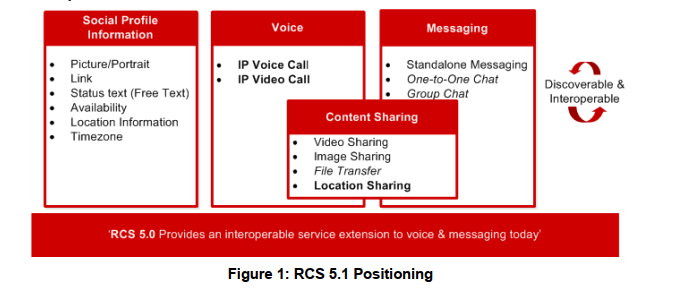 Social Profile
Information
• Picture/Portrait
• Link
• Status text (Free Text)
• Availability
• Location Information
• Timezone
Voice
• IP Voice Call
• IP Video Call
Messaging
• Standalone Messaging
• One-to-One Chat
• Group Chat
Content Sharing
• Video Sharing
• Image Sharing
• File Transfer
• Location Sharing
Discoverable &
Interoperable
‘RCS 5.0 Provides an interoperable service extension to voice & messaging today’
Figure 1: RCS 5.1 Positioning